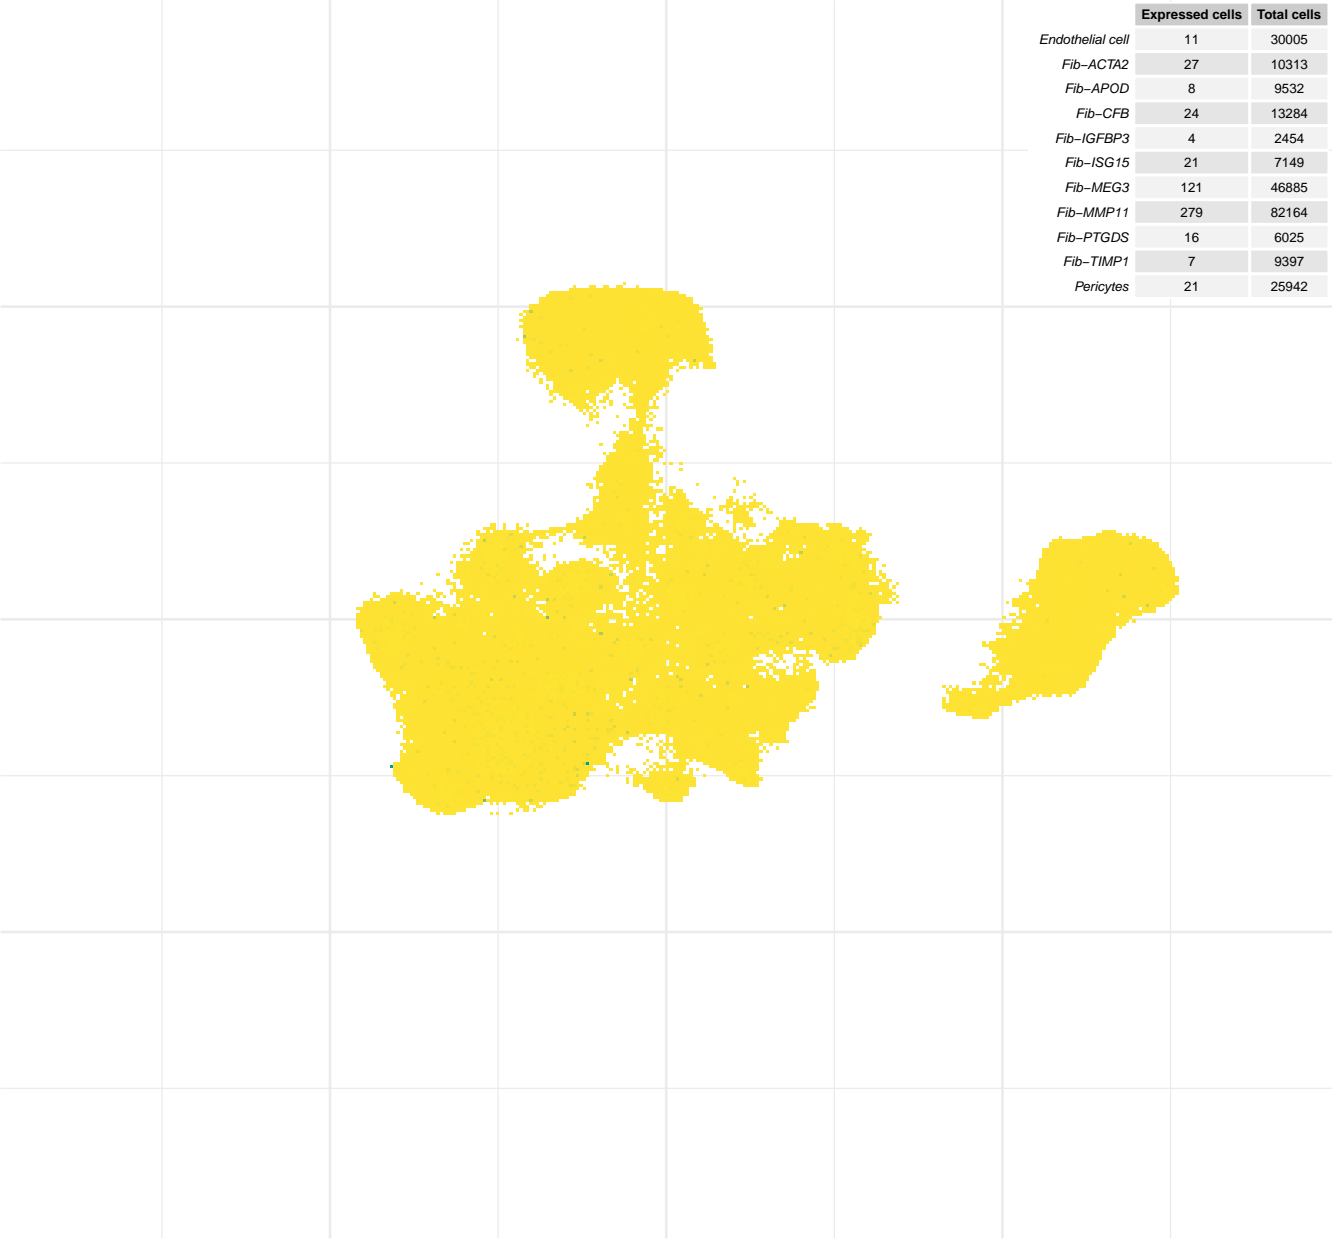 Expressed cells Total cells
Endothelial cell 11 30005
Fib−ACTA2 27 10313
Fib−APOD 8 9532
Fib−CFB 24 13284
Fib−IGFBP3 4 2454
Fib−ISG15 21 7149
Fib−MEG3 121 46885
Fib−MMP11 279 82164
Fib−PTGDS 16 6025
Fib−TIMP1 7 9397
Pericytes 21 25942